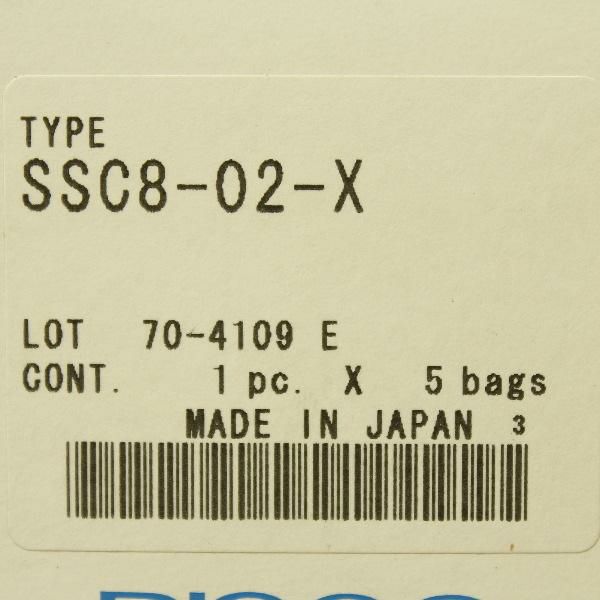 TYPE
SSC8-02-X
LOT 70-4109 E
CONT. 1 pc. X 5 bags
MADE IN JAPAN 3